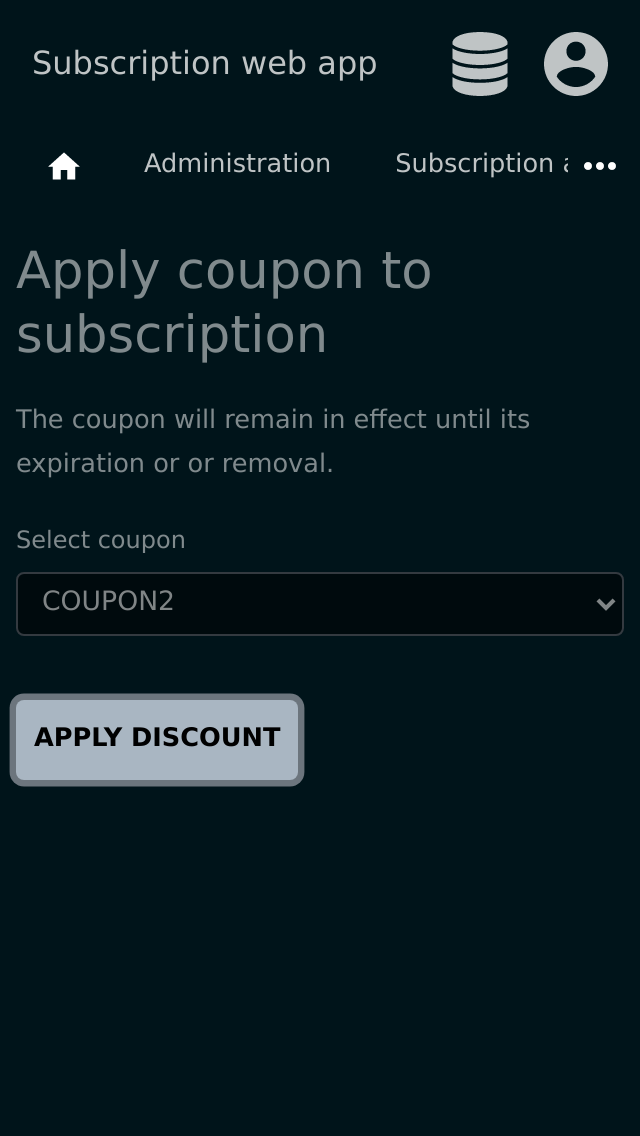 Subscription web app
Administration Subscription
Apply coupon to
subscription
The coupon will remain in effect until its
expiration or or removal.
Select coupon
COUPON2
APPLY DISCOUNT